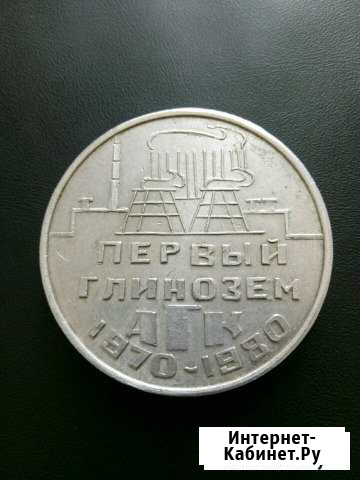 ПЕРВЫЙ
ГЛИНОЗЕМ
АГК
1970-1980
Интернет-
Кабинет.Ру